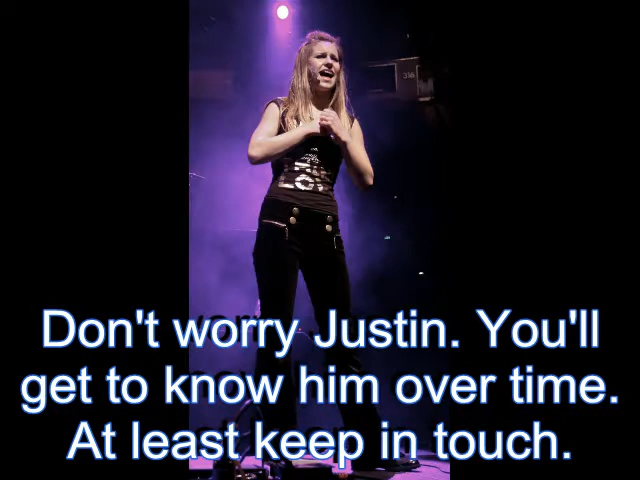 Don't worry Justin. You'll
get to know him over time.
At least keep in touch.